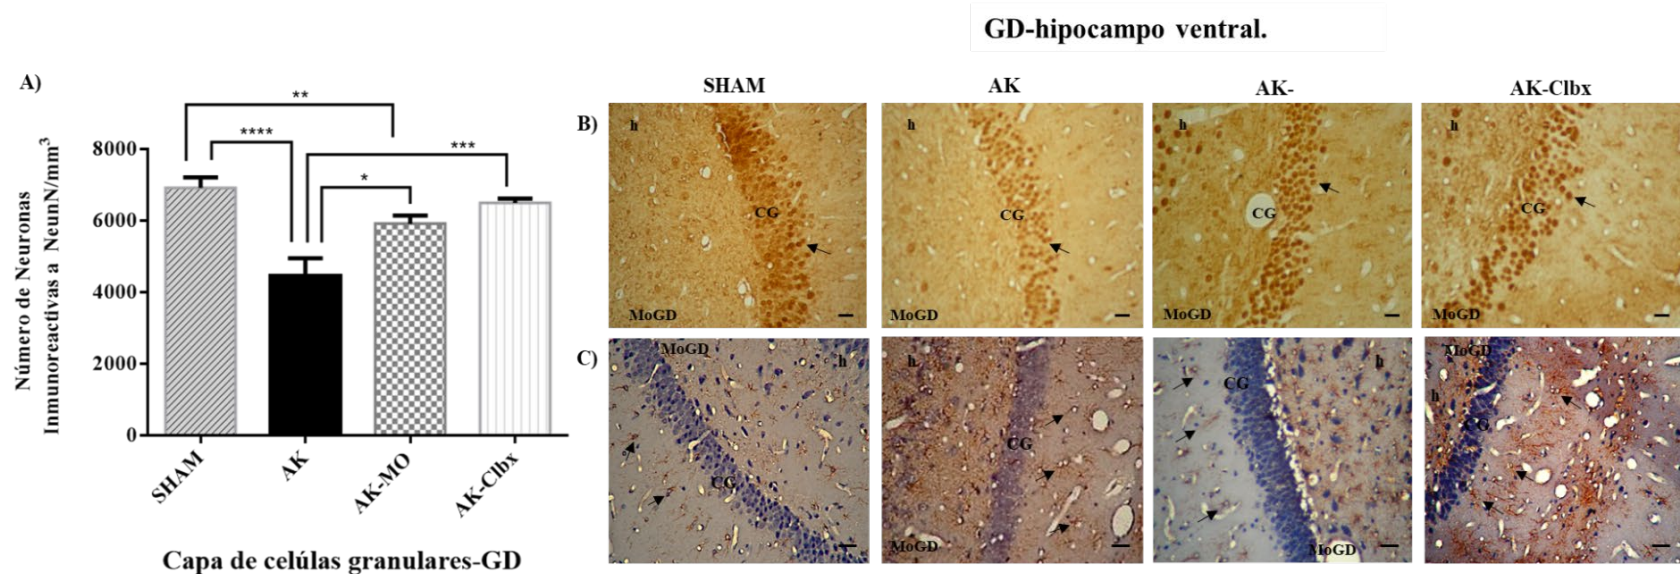 GD-hipocampo ventral.
A)
**
****
***
*
Número de Neuronas
Inmunoreactivas a NeunN/mm³
8000
6000
4000
2000
0
SHAM
AK
AK-MO
AK-Clbx
Capa de celúlas granulares-GD
SHAM
AK
AK-
AK-Clbx
B)
h
CG
MoGD
h
CG
MoGD
h
CG
MoGD
h
CG
MoGD
C)
MoGD
h
CG
h
CG
MoGD
h
CG
MoGD
MoGD
h
CG